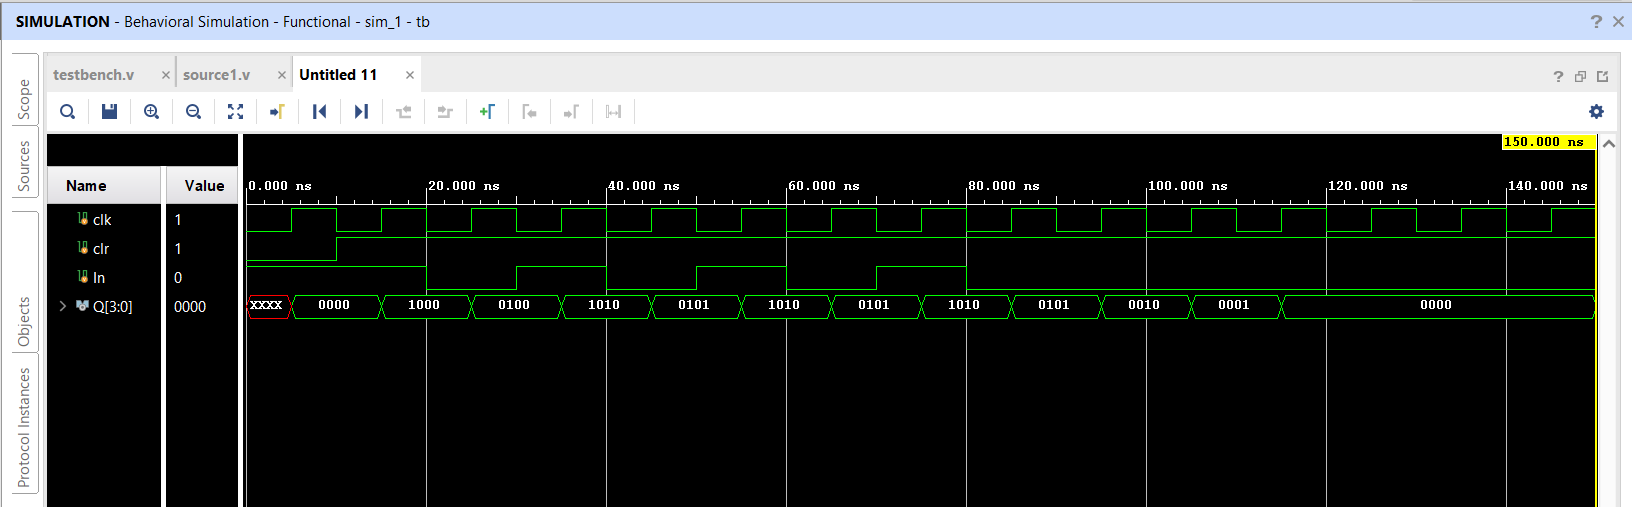 SIMULATION - Behavioral Simulation - Functional - sim_1 - tb
? ×
Scope
Sources
Objects
Protocol Instances
testbench.v × source1.v × Untitled 11 ×
?
150.000 ns
Name Value
0.000 ns 20.000 ns 40.000 ns 60.000 ns 80.000 ns 100.000 ns 120.000 ns 140.000 ns
clk 1
clr 1
In 0
Q[3:0] 0000 XXXX 0000 1000 0100 1010 0101 1010 0101 1010 0101 0010 0001 0000